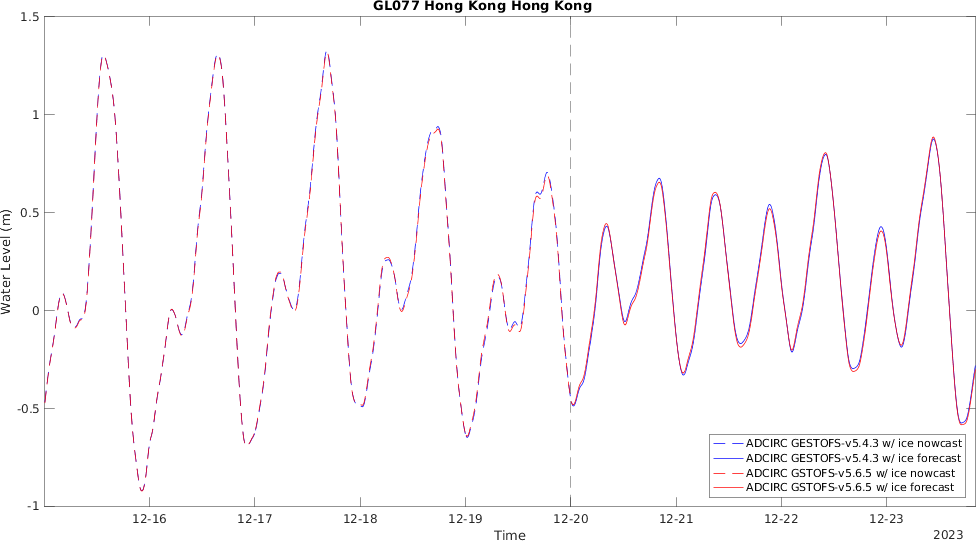 GL077 Hong Kong Hong Kong
Water Level (m)
1.5
1
0.5
0
-0.5
-1
12-16
12-17
12-18
12-19
12-20
12-21
12-22
12-23
Time
2023
ADCIRC GESTOFS-v5.4.3 w/ ice nowcast
ADCIRC GESTOFS-v5.4.3 w/ ice forecast
ADCIRC GSTOFS-v5.6.5 w/ ice nowcast
ADCIRC GSTOFS-v5.6.5 w/ ice forecast